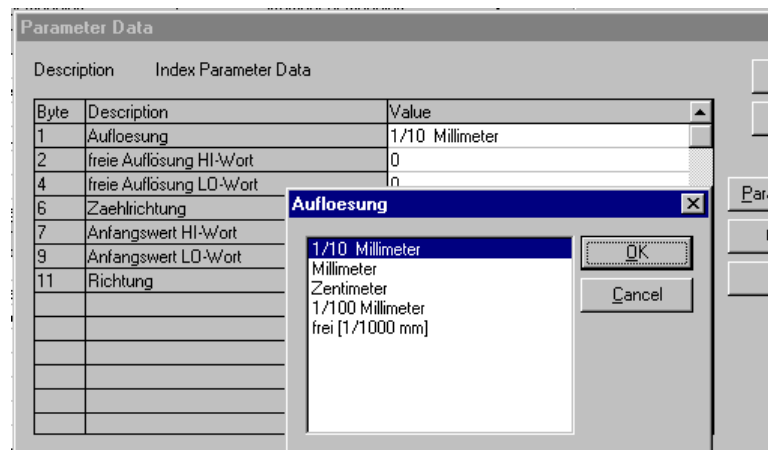 Parameter Data
Description Index Parameter Data
Byte Description Value
1 Aufloesung 1/10 Millimeter
2 freie Auflösung HI-Wort 0
4 freie Auflösung LO-Wort 0
6 Zaehlrichtung
7 Anfangswert HI-Wort
9 Anfangswert LO-Wort
11 Richtung
Aufloesung
1/10 Millimeter
Millimeter
Zentimeter
1/100 Millimeter
frei [1/1000 mm]
OK
Cancel